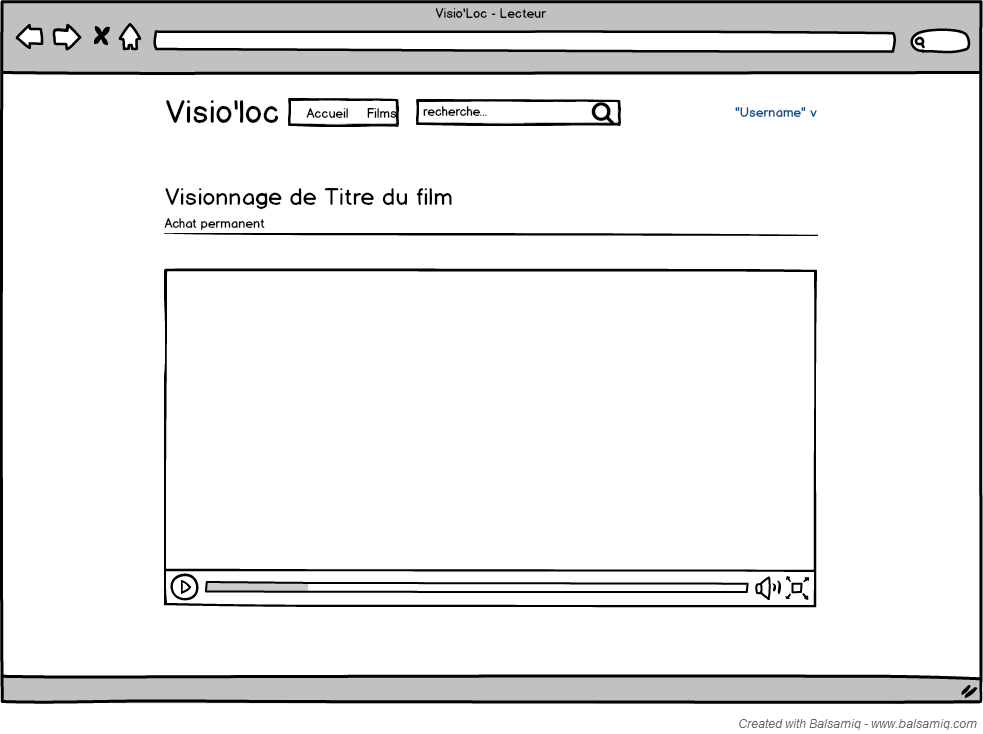 Visio'Loc - Lecteur
Visio'loc Accueil Films recherche... "Username" v
Visionnage de Titre du film
Achat permanent
Created with Balsamiq - www.balsamiq.com